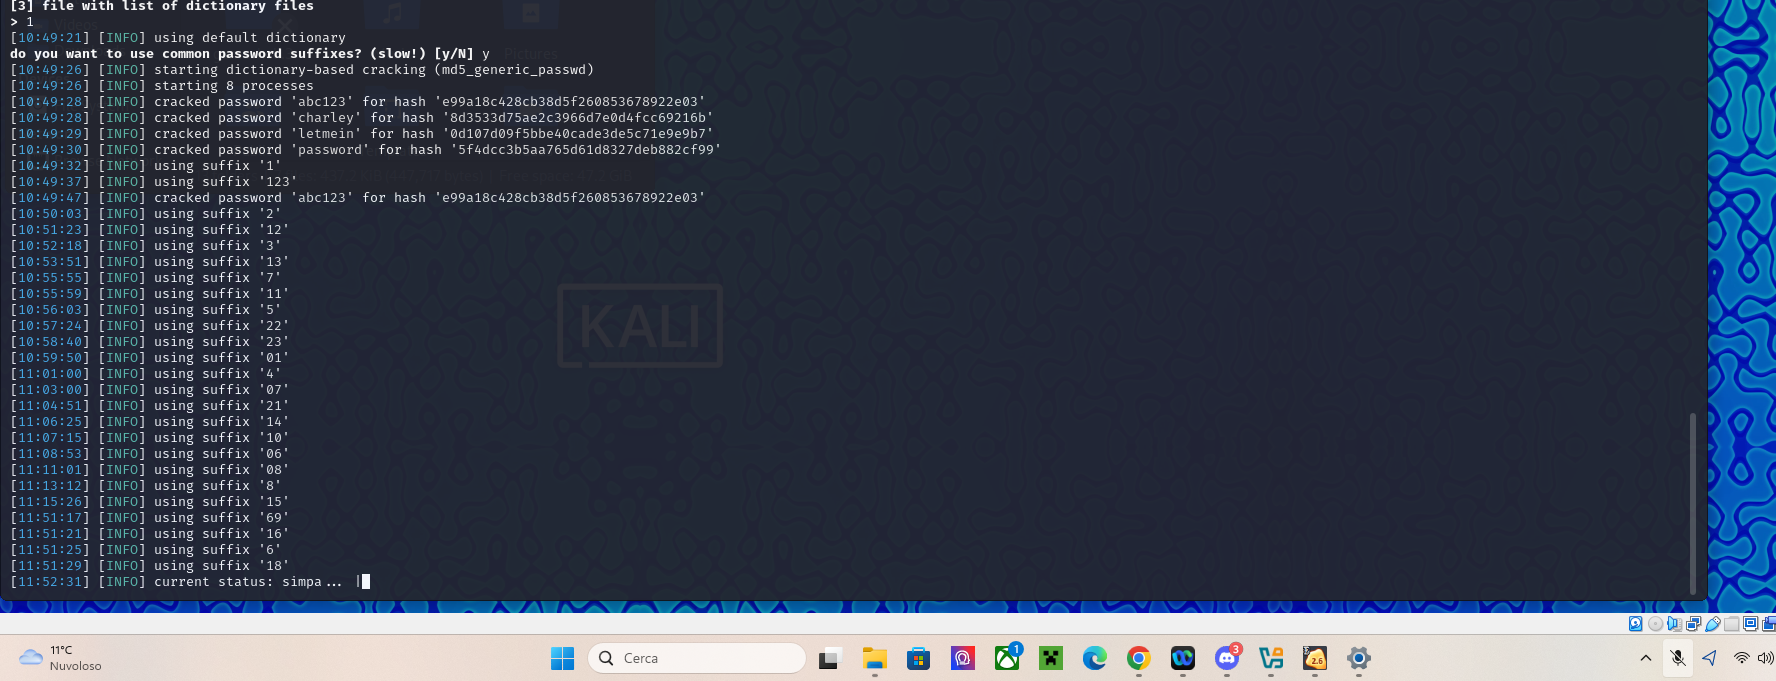 [3] file with list of dictionary files
> 1
[10:49:21] [INFO] using default dictionary
do you want to use common password suffixes? (slow!) [y/N] y
[10:49:26] [INFO] starting dictionary-based cracking (md5_generic_passwd)
[10:49:26] [INFO] starting 8 processes
[10:49:28] [INFO] cracked password 'abc123' for hash 'e99a18c428cb38d5f260853678922e03'
[10:49:28] [INFO] cracked password 'charley' for hash '8d3533d75ae2c3966d7e0d4fcc69216b'
[10:49:29] [INFO] cracked password 'letmein' for hash '0d107d09f5bbe40cade3de5c71e9e9b7'
[10:49:30] [INFO] cracked password 'password' for hash '5f4dcc3b5aa765d61d8327deb882cf99'
[10:49:32] [INFO] using suffix '1'
[10:49:37] [INFO] using suffix '123'
[10:49:47] [INFO] cracked password 'abc123' for hash 'e99a18c428cb38d5f260853678922e03'
[10:50:03] [INFO] using suffix '2'
[10:51:23] [INFO] using suffix '12'
[10:52:18] [INFO] using suffix '3'
[10:53:51] [INFO] using suffix '13'
[10:55:55] [INFO] using suffix '7'
[10:55:59] [INFO] using suffix '11'
[10:56:03] [INFO] using suffix '5'
[10:57:24] [INFO] using suffix '22'
[10:58:40] [INFO] using suffix '23'
[10:59:50] [INFO] using suffix '01'
[11:01:00] [INFO] using suffix '4'
[11:03:00] [INFO] using suffix '07'
[11:04:51] [INFO] using suffix '21'
[11:06:25] [INFO] using suffix '14'
[11:07:15] [INFO] using suffix '10'
[11:08:53] [INFO] using suffix '06'
[11:11:01] [INFO] using suffix '08'
[11:13:12] [INFO] using suffix '8'
[11:15:26] [INFO] using suffix '15'
[11:51:17] [INFO] using suffix '69'
[11:51:21] [INFO] using suffix '16'
[11:51:25] [INFO] using suffix '6'
[11:51:29] [INFO] using suffix '18'
[11:52:31] [INFO] current status: simpa... |
Videos
Pictures
KALI
11°C
Nuvoloso
Cerca
1
3
2.6